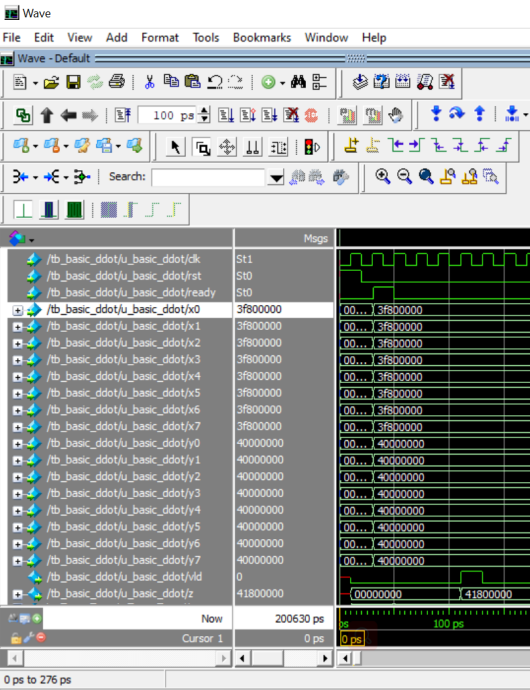 Wave
File Edit View Add Format Tools Bookmarks Window Help
Wave - Default
100 ps
Search:
Msgs
/tb_basic_ddot/u_basic_ddot/clk St1
/tb_basic_ddot/u_basic_ddot/rst St0
/tb_basic_ddot/u_basic_ddot/ready St0
/tb_basic_ddot/u_basic_ddot/x0 3f800000 00... 3f800000
/tb_basic_ddot/u_basic_ddot/x1 3f800000 00... 3f800000
/tb_basic_ddot/u_basic_ddot/x2 3f800000 00... 3f800000
/tb_basic_ddot/u_basic_ddot/x3 3f800000 00... 3f800000
/tb_basic_ddot/u_basic_ddot/x4 3f800000 00... 3f800000
/tb_basic_ddot/u_basic_ddot/x5 3f800000 00... 3f800000
/tb_basic_ddot/u_basic_ddot/x6 3f800000 00... 3f800000
/tb_basic_ddot/u_basic_ddot/x7 3f800000 00... 3f800000
/tb_basic_ddot/u_basic_ddot/y0 40000000 00... 40000000
/tb_basic_ddot/u_basic_ddot/y1 40000000 00... 40000000
/tb_basic_ddot/u_basic_ddot/y2 40000000 00... 40000000
/tb_basic_ddot/u_basic_ddot/y3 40000000 00... 40000000
/tb_basic_ddot/u_basic_ddot/y4 40000000 00... 40000000
/tb_basic_ddot/u_basic_ddot/y5 40000000 00... 40000000
/tb_basic_ddot/u_basic_ddot/y6 40000000 00... 40000000
/tb_basic_ddot/u_basic_ddot/y7 40000000 00... 40000000
/tb_basic_ddot/u_basic_ddot/vld 0
/tb_basic_ddot/u_basic_ddot/z 41800000 00000000 41800000
Now 200630 ps ps 100 ps
Cursor 1 0 ps 0 ps
0 ps to 276 ps